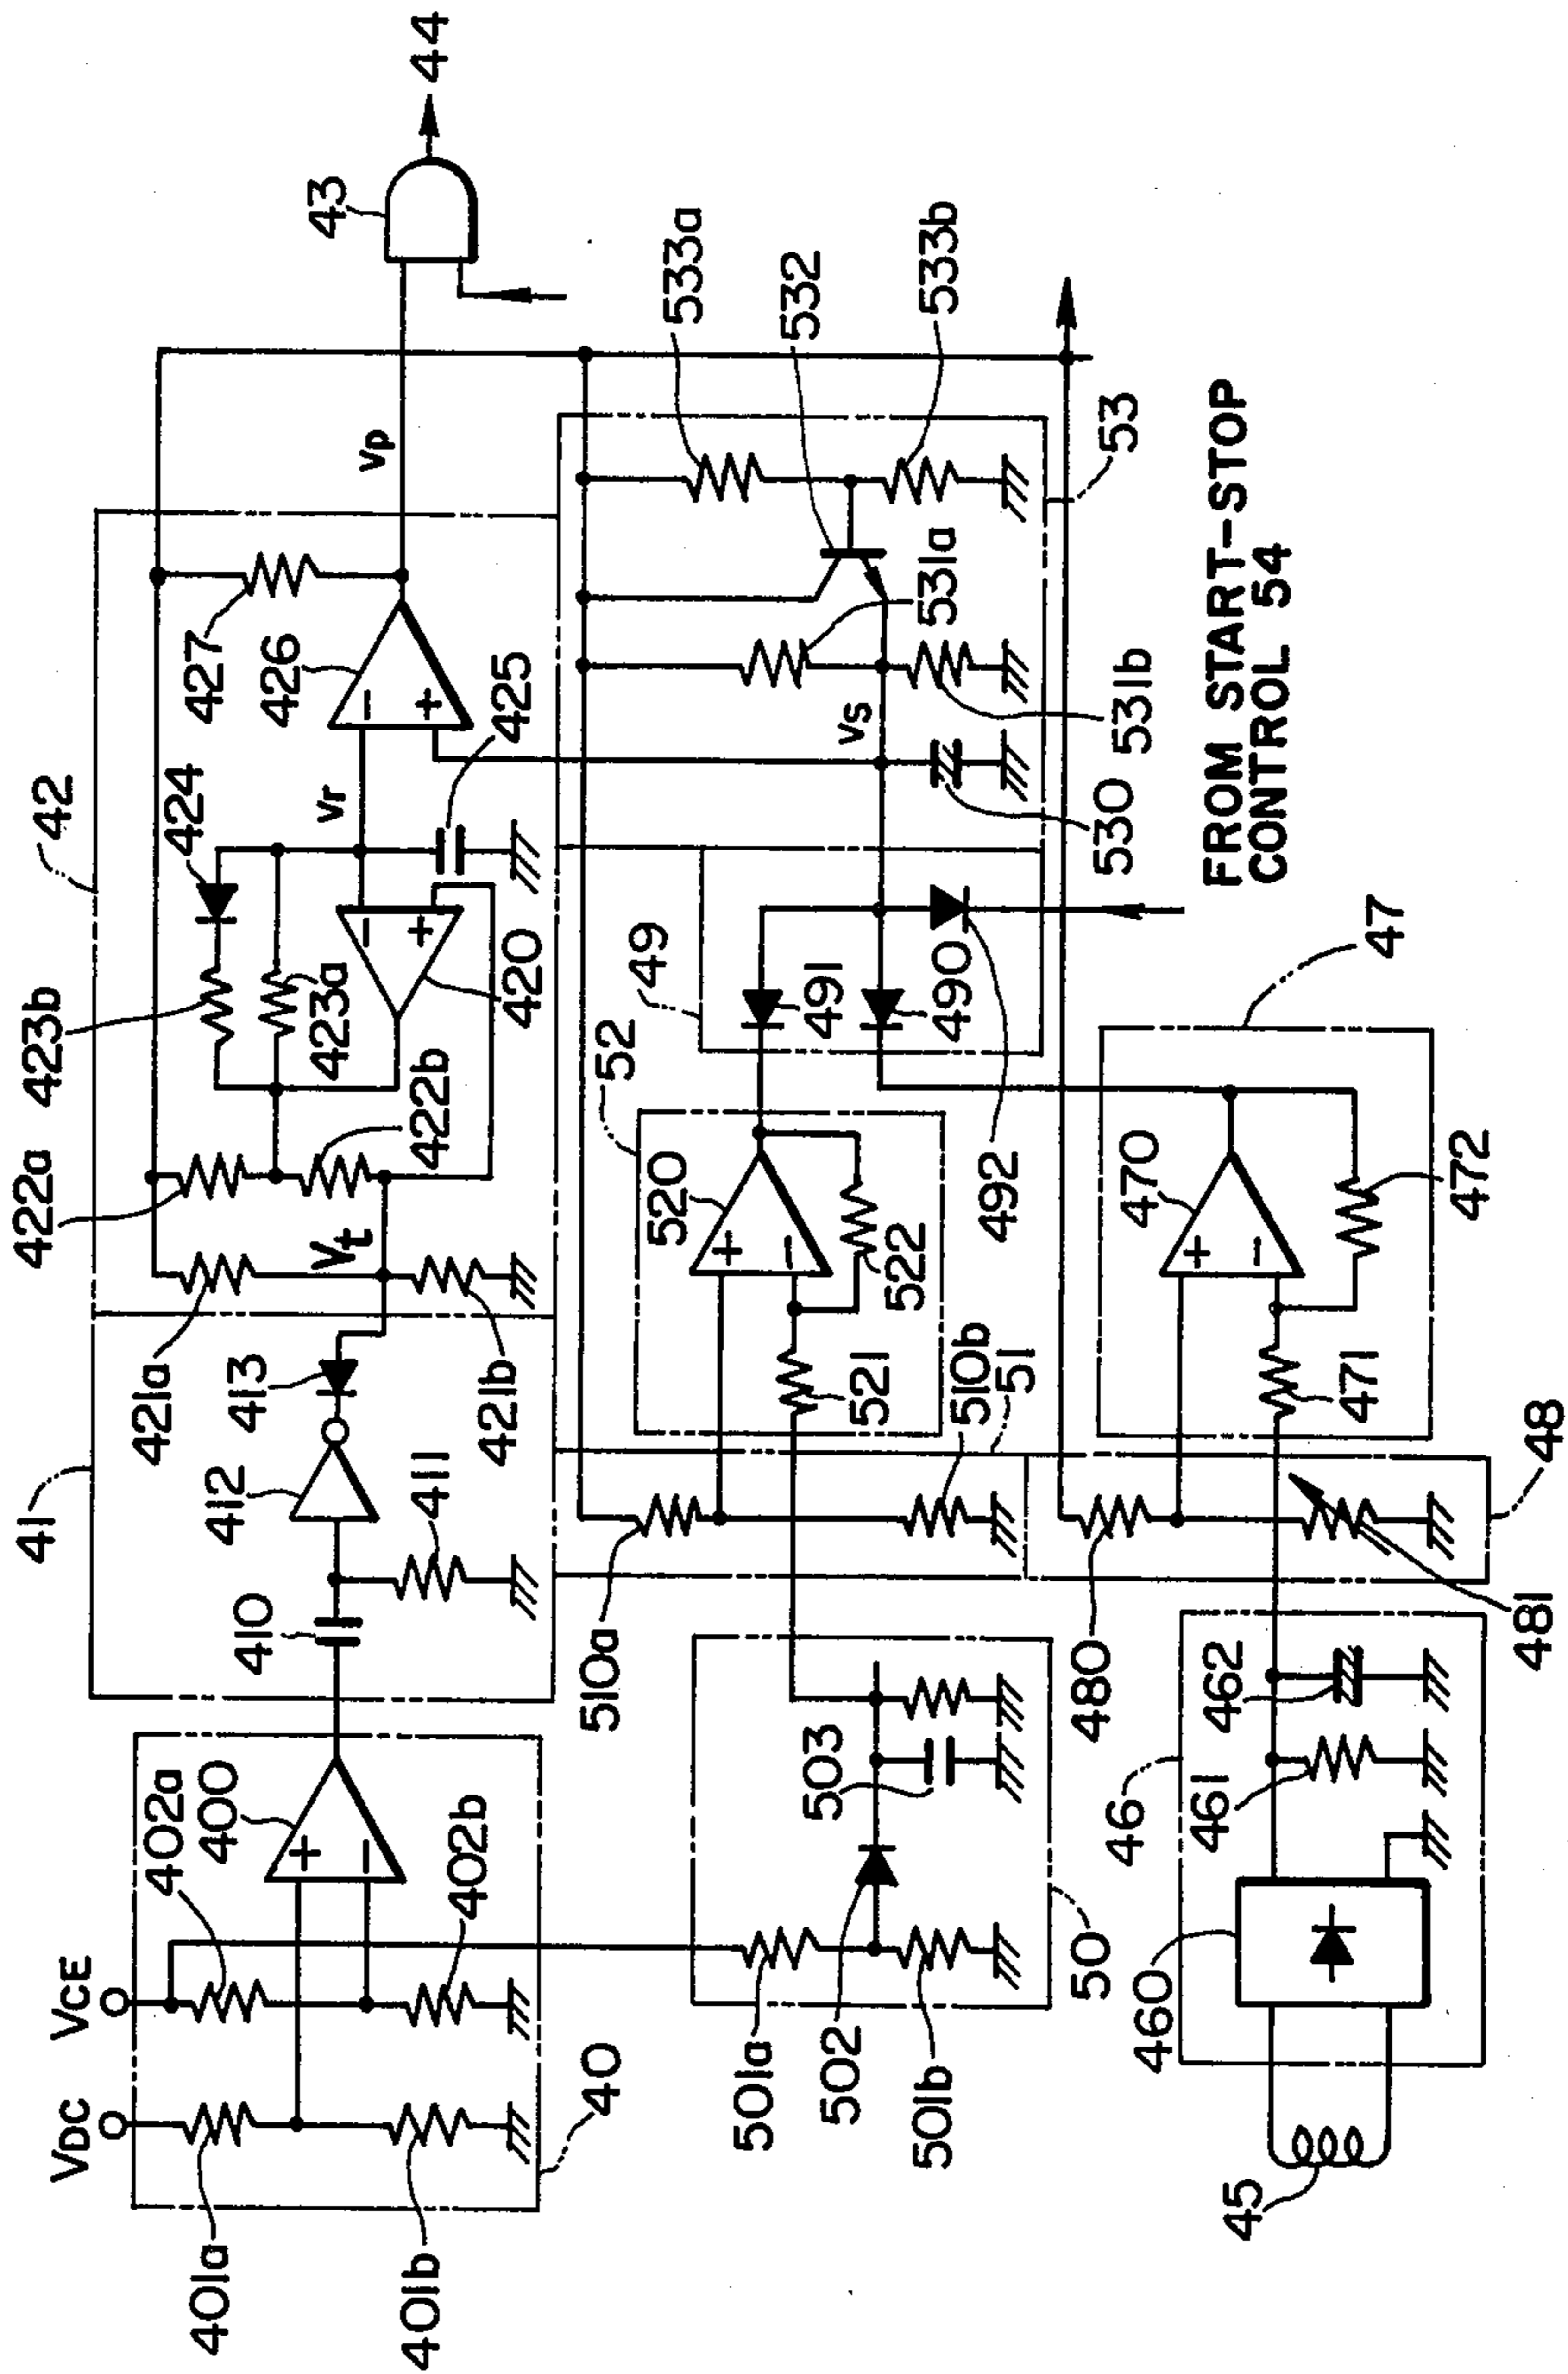 VDC
VCE
401a
401b
402a
400
402b
40
+
−
41
410
411
412
413
421a
421b
42
422a
422b
Vt
423b
423a
424
420
−
+
Vr
425
426
−
+
427
VP
43
44
501a
502
501b
503
50
510a
510b
51
52
520
+
−
521
522
49
491
490
492
VS
530
531a
531b
532
533a
533b
53
45
46
460
461
462
480
481
48
47
470
+
−
471
472
FROM START-STOP
CONTROL 54